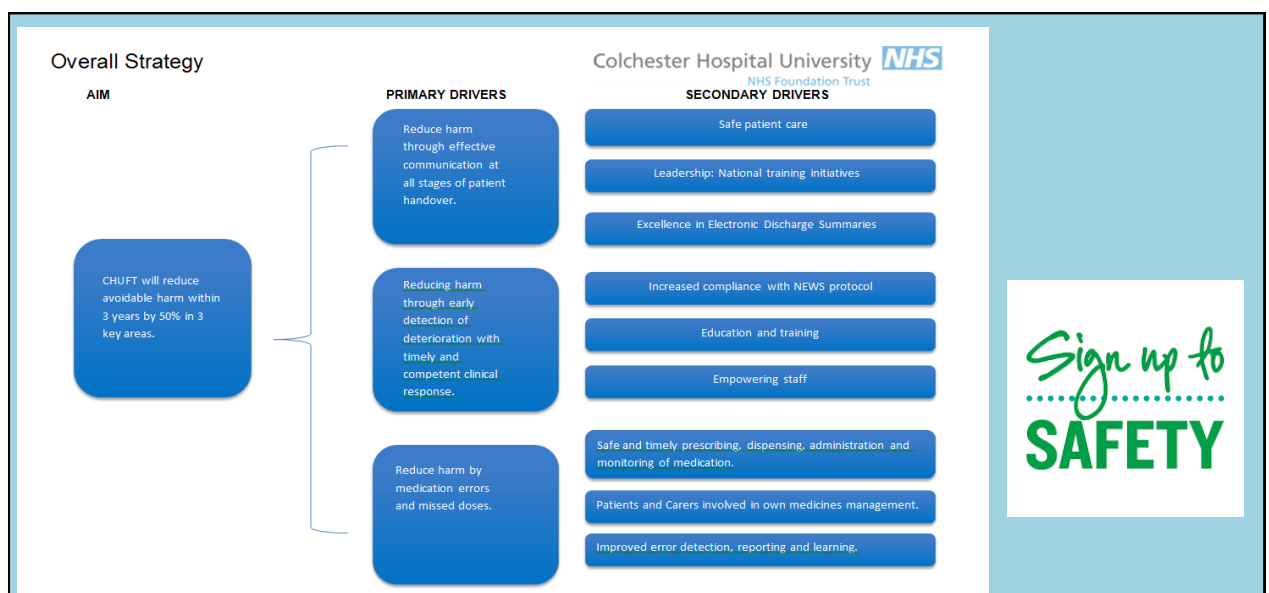 Overall Strategy
Colchester Hospital University NHS
NHS Foundation Trust
AIM
PRIMARY DRIVERS
SECONDARY DRIVERS
CHUFT will reduce
avoidable harm within
3 years by 50% in 3
key areas.
Reduce harm
through effective
communication at
all stages of patient
handover.
Safe patient care
Leadership: National training initiatives
Excellence in Electronic Discharge Summaries
Reducing harm
through early
detection of
deterioration with
timely and
competent clinical
response.
Increased compliance with NEWS protocol
Education and training
Empowering staff
Reduce harm by
medication errors
and missed doses.
Safe and timely prescribing, dispensing, administration and
monitoring of medication.
Patients and Carers involved in own medicines management.
Improved error detection, reporting and learning.
Sign up to
SAFETY